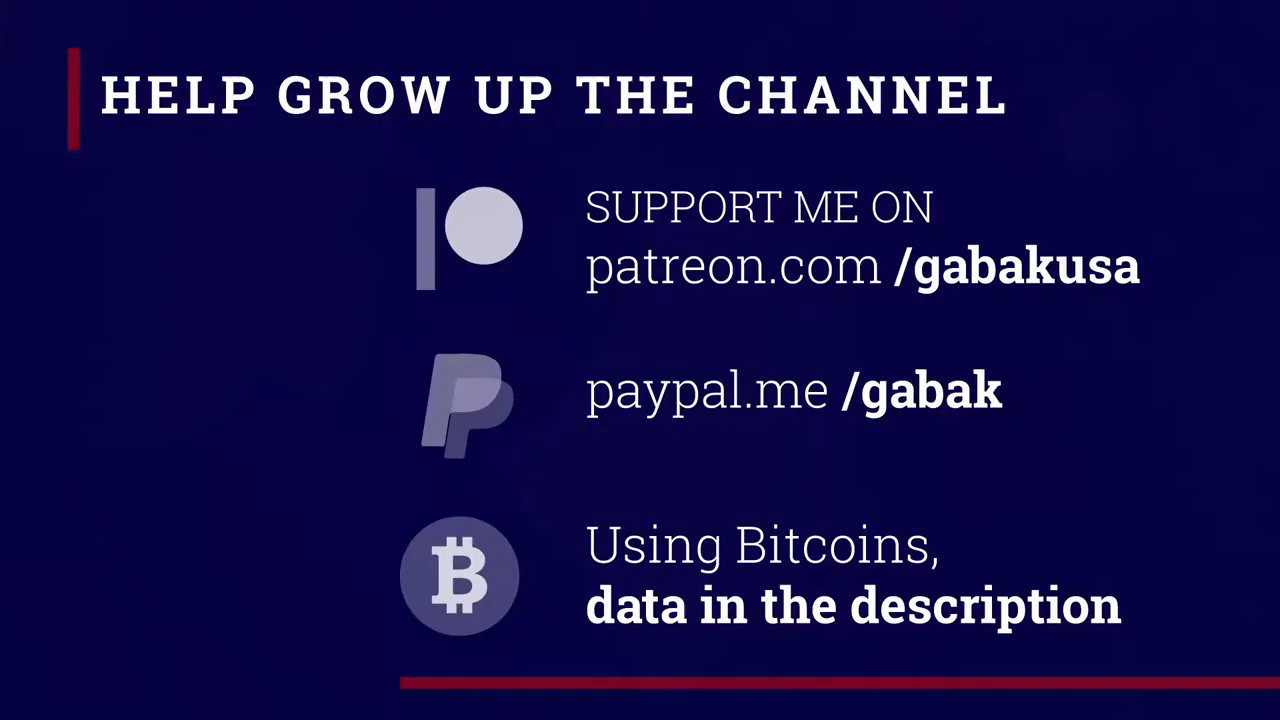 HELP GROW UP THE CHANNEL
SUPPORT ME ON
patreon.com /gabakusa
paypal.me /gabak
Using Bitcoins,
data in the description